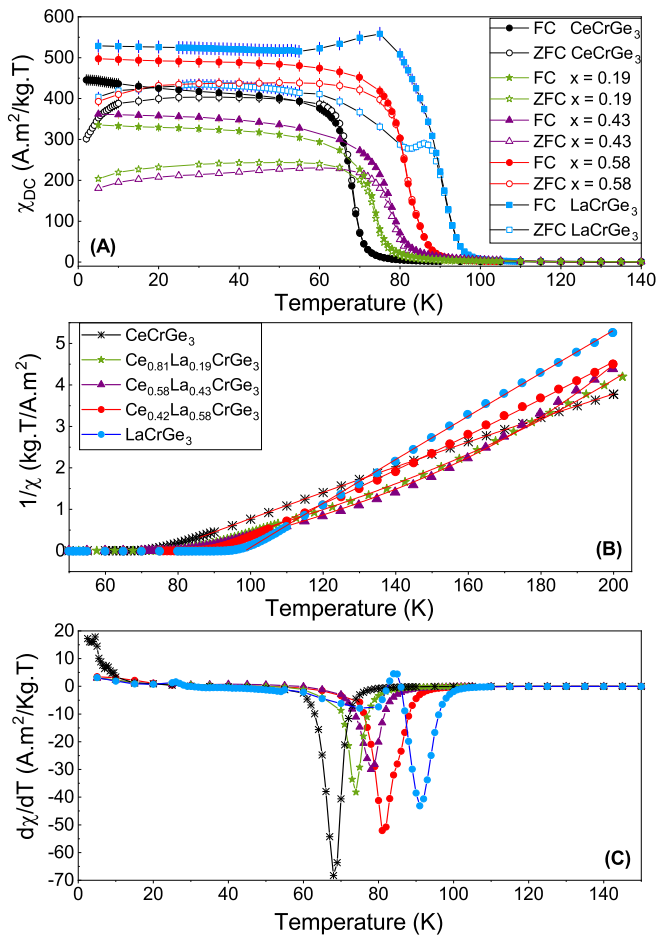 600
500
400
300
200
100
0
χDC (A.m²/kg.T)
(A)
FC CeCrGe₃
ZFC CeCrGe₃
FC x = 0.19
ZFC x = 0.19
FC x = 0.43
ZFC x = 0.43
FC x = 0.58
ZFC x = 0.58
FC LaCrGe₃
ZFC LaCrGe₃
0 20 40 60 80 100 120 140
Temperature (K)
5
4
3
2
1
0
1/χ (kg.T/A.m²)
CeCrGe₃
Ce₀.₈₁La₀.₁₉CrGe₃
Ce₀.₅₈La₀.₄₃CrGe₃
Ce₀.₄₂La₀.₅₈CrGe₃
LaCrGe₃
(B)
60 80 100 120 140 160 180 200
Temperature (K)
20
10
0
-10
-20
-30
-40
-50
-60
-70
dχ/dT (A.m²/Kg.T)
(C)
0 20 40 60 80 100 120 140
Temperature (K)